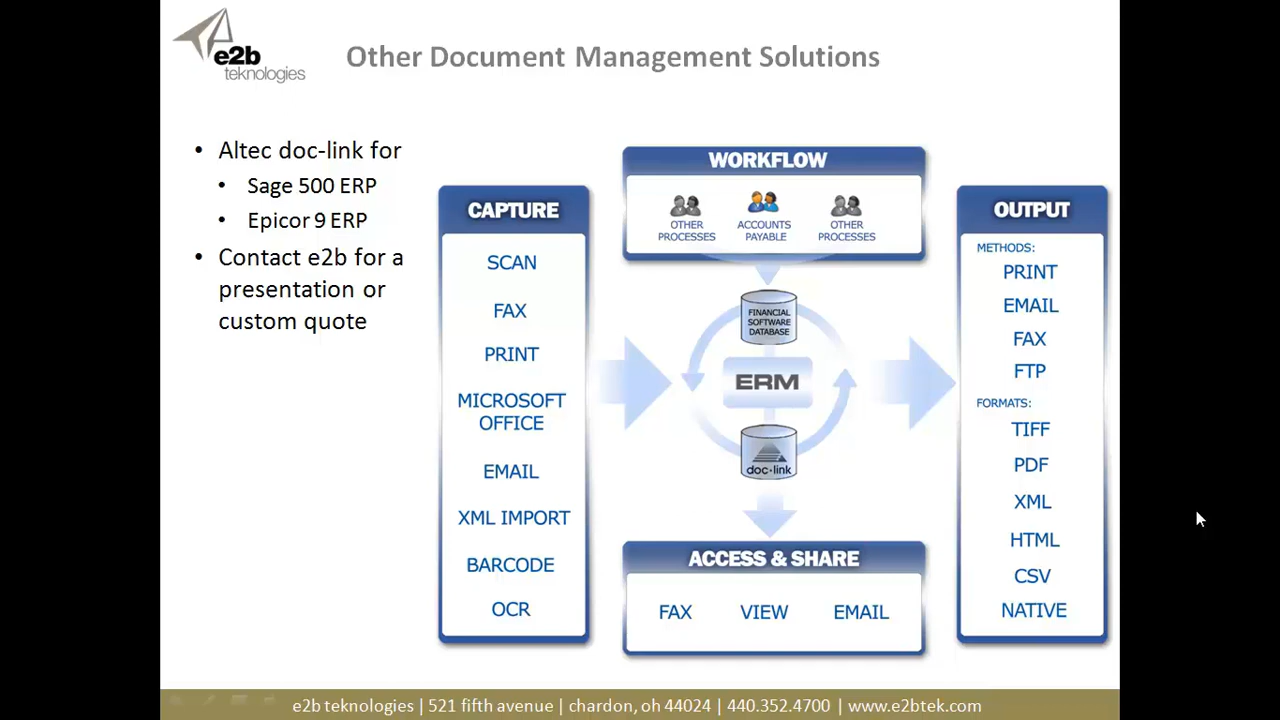 e2b
teknologies
Other Document Management Solutions
• Altec doc-link for
• Sage 500 ERP
• Epicor 9 ERP
• Contact e2b for a
presentation or
custom quote
CAPTURE
SCAN
FAX
PRINT
MICROSOFT
OFFICE
EMAIL
XML IMPORT
BARCODE
OCR
WORKFLOW
OTHER
PROCESSES
ACCOUNTS
PAYABLE
OTHER
PROCESSES
FINANCIAL
SOFTWARE
DATABASE
ERM
doc•link
ACCESS & SHARE
FAX VIEW EMAIL
OUTPUT
METHODS:
PRINT
EMAIL
FAX
FTP
FORMATS:
TIFF
PDF
XML
HTML
CSV
NATIVE
e2b teknologies | 521 fifth avenue | chardon, oh 44024 | 440.352.4700 | www.e2btek.com